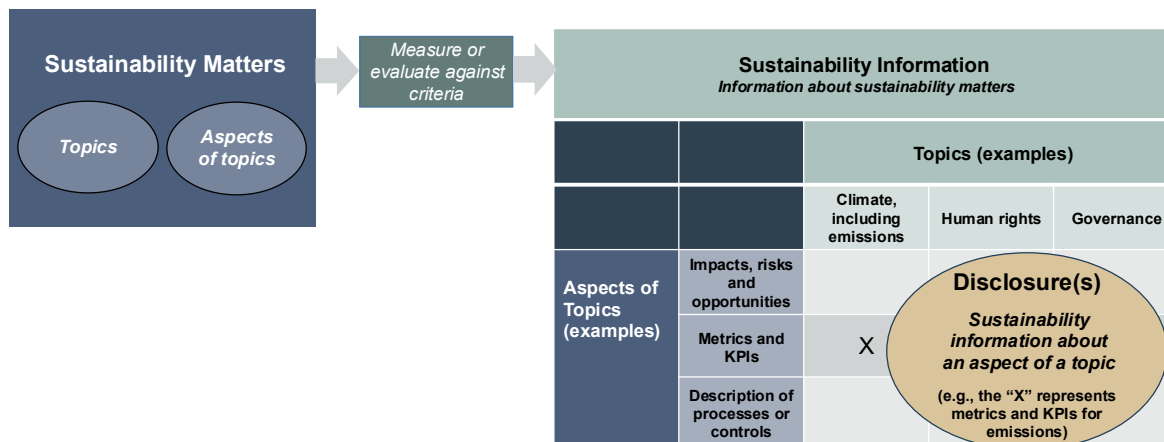 Sustainability Matters
Topics
Aspects
of topics
Measure or
evaluate against
criteria
Sustainability Information
Information about sustainability matters
Topics (examples)
Climate,
including
emissions
Human rights
Governance
Aspects of
Topics
(examples)
Impacts, risks
and
opportunities
Metrics and
KPIs
X
Description of
processes or
controls
Disclosure(s)
Sustainability
information about
an aspect of a topic
(e.g., the “X” represents
metrics and KPIs for
emissions)